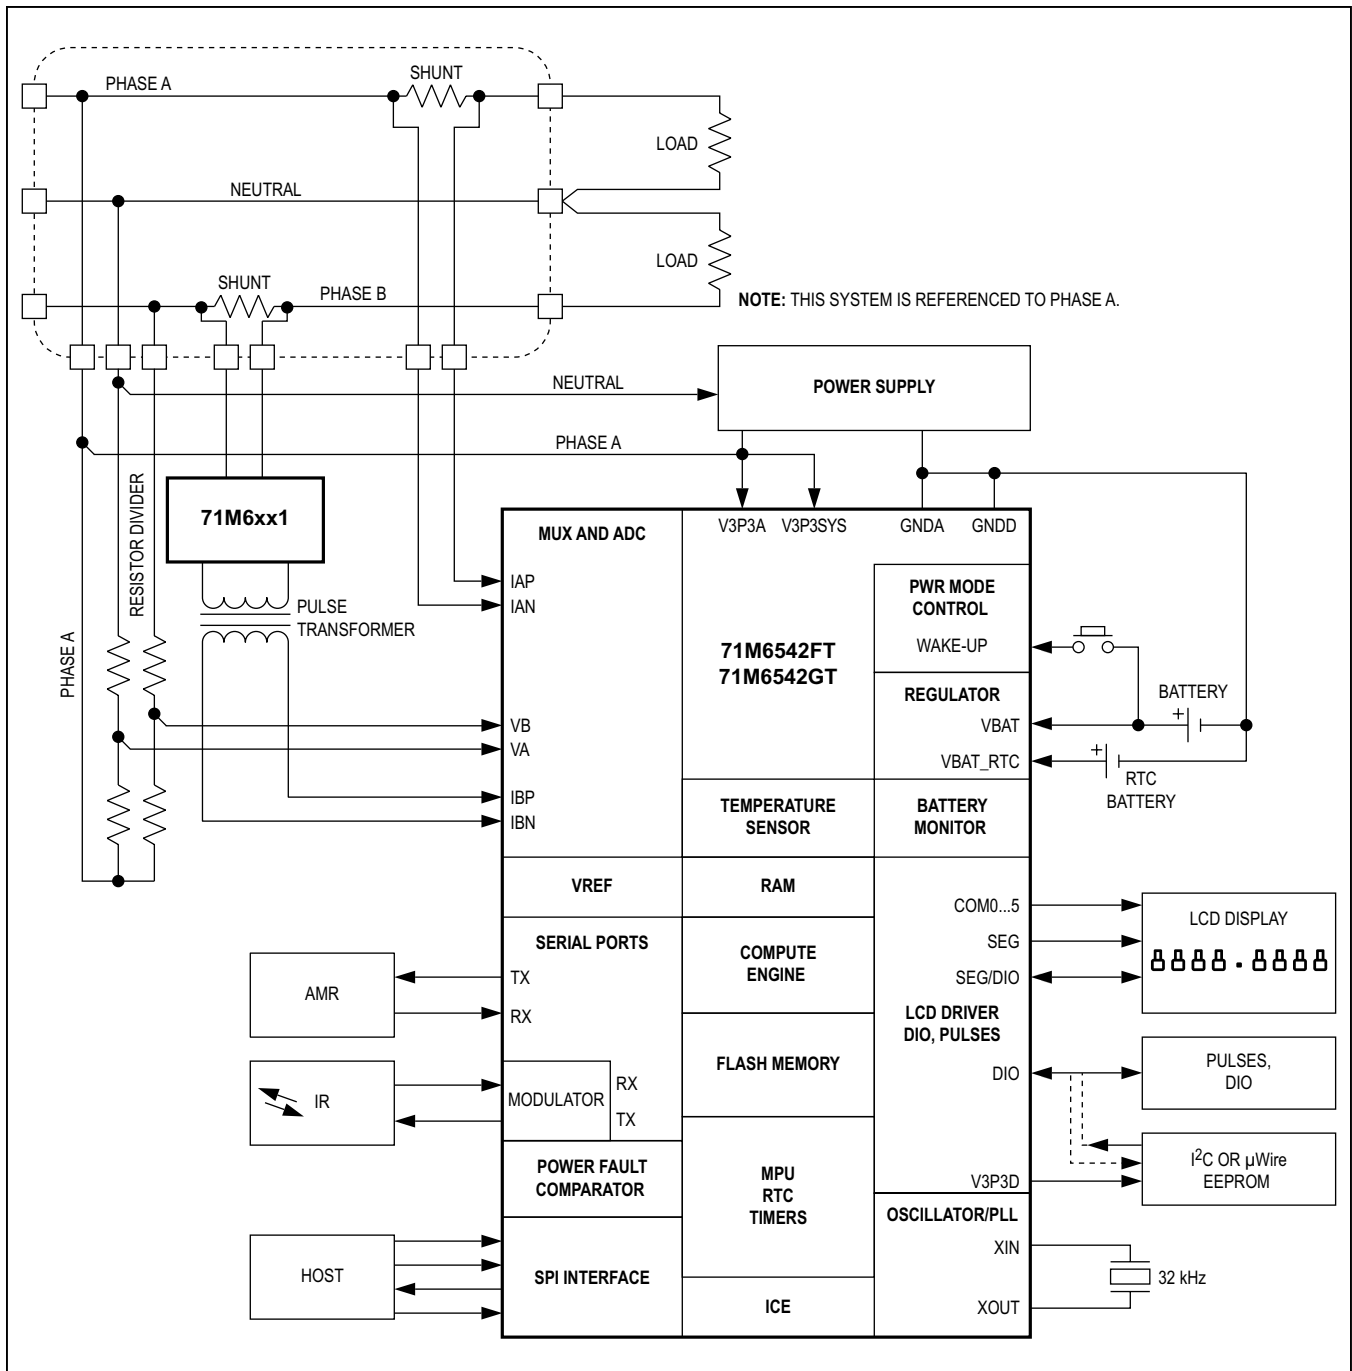 PHASE A
SHUNT
LOAD
NEUTRAL
LOAD
SHUNT
PHASE B
NOTE: THIS SYSTEM IS REFERENCED TO PHASE A.
NEUTRAL
POWER SUPPLY
PHASE A
RESISTOR DIVIDER
PHASE A
71M6xx1
PULSE
TRANSFORMER
MUX AND ADC
IAP
IAN
VB
VA
IBP
IBN
V3P3A
V3P3SYS
GNDA
GNDD
71M6542FT
71M6542GT
PWR MODE
CONTROL
WAKE-UP
REGULATOR
VBAT
VBAT_RTC
BATTERY
+
+
RTC
BATTERY
TEMPERATURE
SENSOR
BATTERY
MONITOR
VREF
RAM
SERIAL PORTS
TX
RX
AMR
COMPUTE
ENGINE
COM0...5
SEG
SEG/DIO
LCD DRIVER
DIO, PULSES
LCD DISPLAY
8888.8888
FLASH MEMORY
DIO
PULSES,
DIO
IR
MODULATOR
RX
TX
POWER FAULT
COMPARATOR
MPU
RTC
TIMERS
V3P3D
I²C OR µWire
EEPROM
HOST
SPI INTERFACE
OSCILLATOR/PLL
XIN
XOUT
32 kHz
ICE